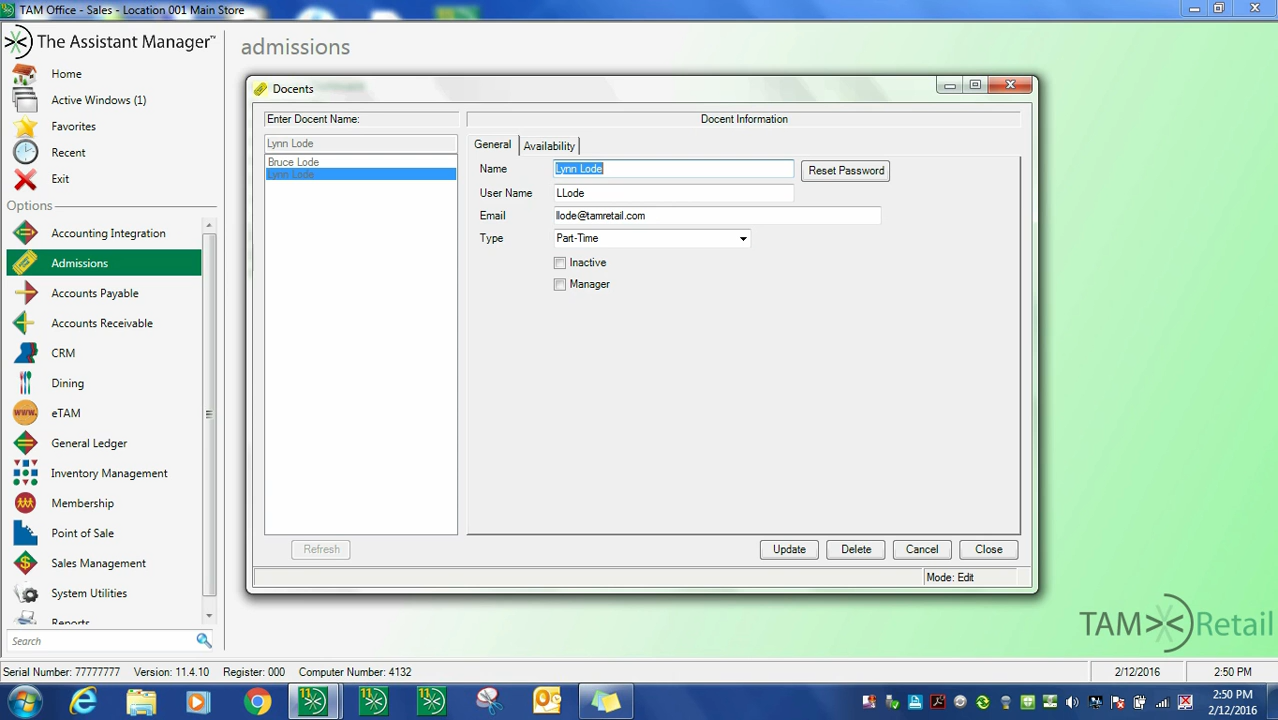 TAM Office - Sales - Location 001 Main Store
The Assistant Manager™
Home
Active Windows (1)
Favorites
Recent
Exit
Options
Accounting Integration
Admissions
Accounts Payable
Accounts Receivable
CRM
Dining
www.
eTAM
General Ledger
Inventory Management
Membership
Point of Sale
Sales Management
System Utilities
Reports
Search
admissions
Docents
Enter Docent Name:
Lynn Lode
Bruce Lode
Lynn Lode
Refresh
Docent Information
General
Availability
Name
Lynn Lode
Reset Password
User Name
LLode
Email
llode@tamretail.com
Type
Part-Time
Inactive
Manager
Update
Delete
Cancel
Close
Mode: Edit
TAM Retail
Serial Number: 77777777 Version: 11.4.10 Register: 000 Computer Number: 4132
2/12/2016
2:50 PM
11
11
11
2:50 PM
2/12/2016